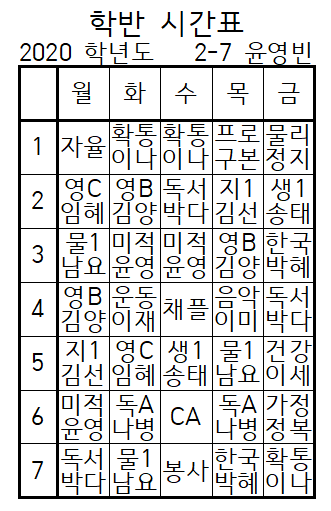 학반 시간표
2020 학년도 2-7 윤영빈
월 화 수 목 금
1 자율 확통 확통 프로 물리
이나 이나 구본 정지
2 영C 영B 독서 지1 생1
임혜 김양 박다 김선 송태
3 물1 미적 미적 영B 한국
남요 윤영 윤영 김양 박혜
4 영B 운동 채플 음악 독서
김양 이재 이미 박다
5 지1 영C 생1 물1 건강
김선 임혜 송태 남요 이세
6 미적 독A CA 독A 가정
윤영 나병 나병 정복
7 독서 물1 봉사 한국 확통
박다 남요 박혜 이나